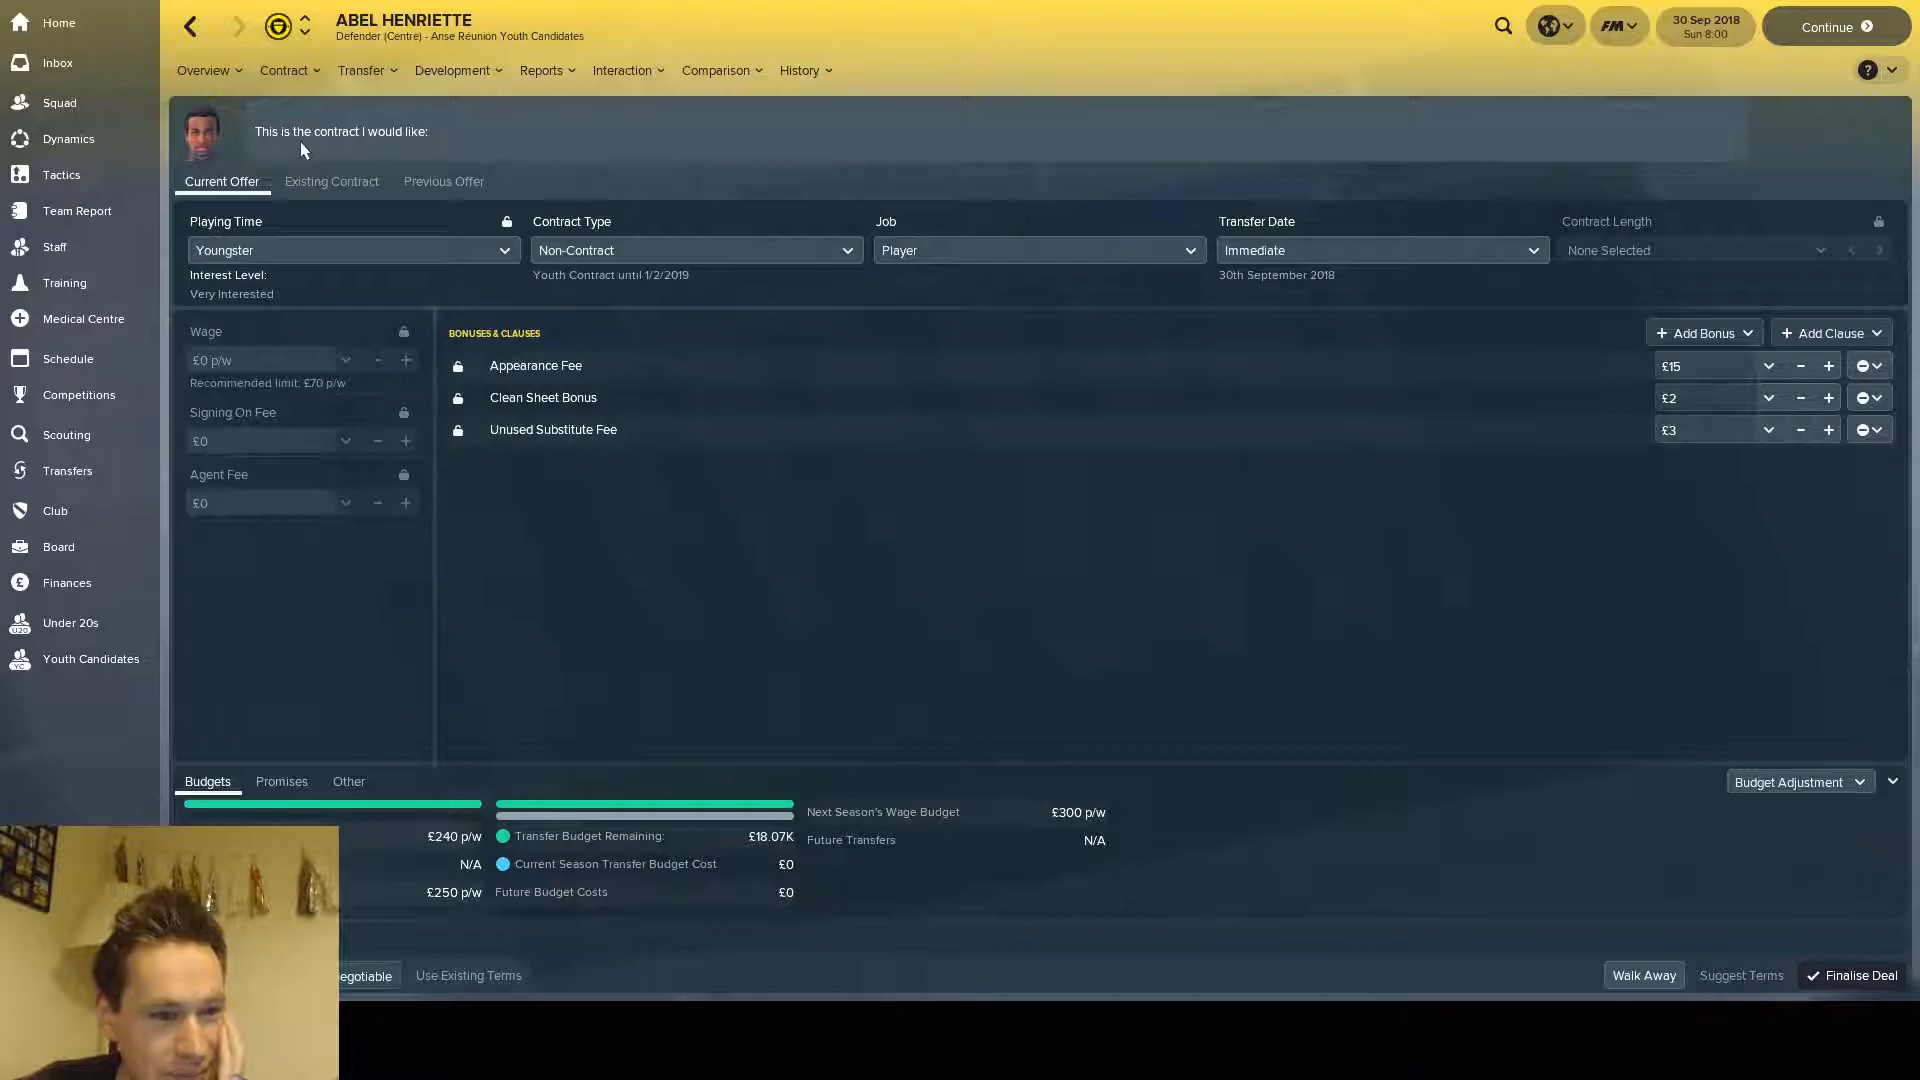 Home
Inbox
Squad
Dynamics
Tactics
Team Report
Staff
Training
Medical Centre
Schedule
Competitions
Scouting
Transfers
Club
Board
Finances
Under 20s
U20
Youth Candidates
YC
ABEL HENRIETTE
Defender (Centre) - Anse Réunion Youth Candidates
FM
30 Sep 2018
Sun 8:00
Continue
Overview
Contract
Transfer
Development
Reports
Interaction
Comparison
History
?
This is the contract I would like:
Current Offer
Existing Contract
Previous Offer
Playing Time
Youngster
Interest Level:
Very Interested
Contract Type
Non-Contract
Youth Contract until 1/2/2019
Job
Player
Transfer Date
Immediate
30th September 2018
Contract Length
None Selected
Wage
£0 p/w
Recommended limit: £70 p/w
Signing On Fee
£0
Agent Fee
£0
BONUSES & CLAUSES
+ Add Bonus
+ Add Clause
Appearance Fee £15
Clean Sheet Bonus £2
Unused Substitute Fee £3
Budgets
Promises
Other
Budget Adjustment
£240 p/w
N/A
£250 p/w
Transfer Budget Remaining: £18.07K
Current Season Transfer Budget Cost £0
Future Budget Costs £0
Next Season's Wage Budget £300 p/w
Future Transfers N/A
egotiable
Use Existing Terms
Walk Away
Suggest Terms
Finalise Deal